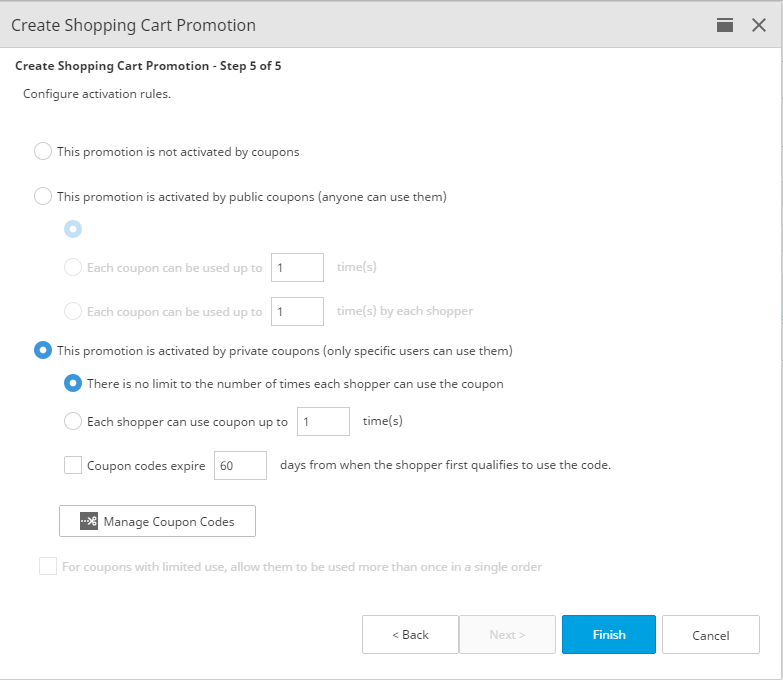 Create Shopping Cart Promotion
Create Shopping Cart Promotion - Step 5 of 5
Configure activation rules.
This promotion is not activated by coupons
This promotion is activated by public coupons (anyone can use them)
Each coupon can be used up to 1 time(s)
Each coupon can be used up to 1 time(s) by each shopper
This promotion is activated by private coupons (only specific users can use them)
There is no limit to the number of times each shopper can use the coupon
Each shopper can use coupon up to 1 time(s)
Coupon codes expire 60 days from when the shopper first qualifies to use the code.
Manage Coupon Codes
For coupons with limited use, allow them to be used more than once in a single order
< Back Next > Finish Cancel